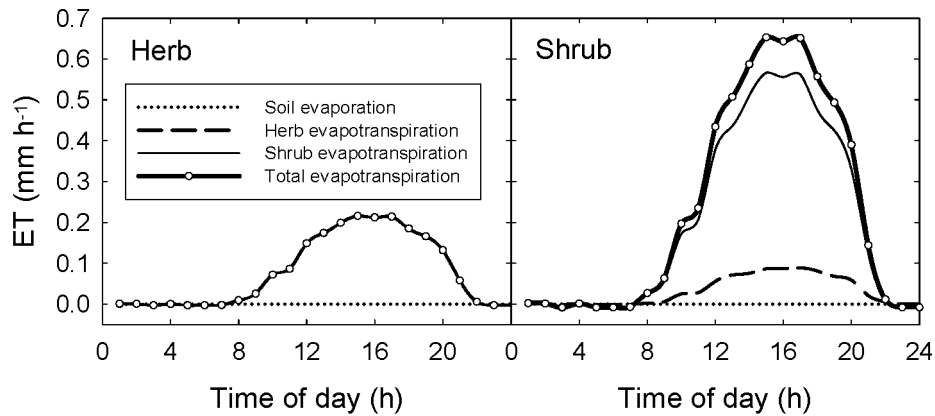 Herb
Shrub
Soil evaporation
Herb evapotranspiration
Shrub evapotranspiration
Total evapotranspiration
ET (mm h⁻¹)
0.7
0.6
0.5
0.4
0.3
0.2
0.1
0.0
0 4 8 12 16 20
0 4 8 12 16 20 24
Time of day (h)
Time of day (h)